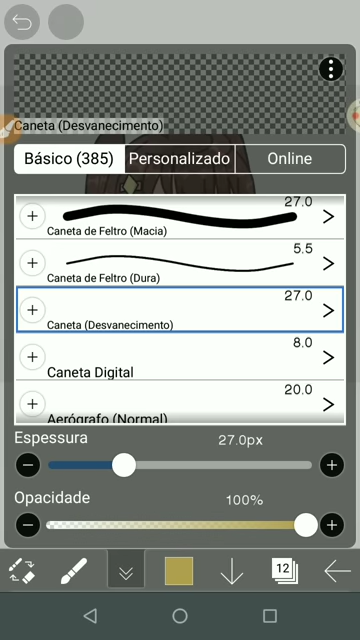 Caneta (Desvanecimento)
Básico (385)
Personalizado
Online
27.0
Caneta de Feltro (Macia)
5.5
Caneta de Feltro (Dura)
27.0
Caneta (Desvanecimento)
8.0
Caneta Digital
20.0
Aerógrafo (Normal)
Espessura
27.0px
Opacidade
100%
12